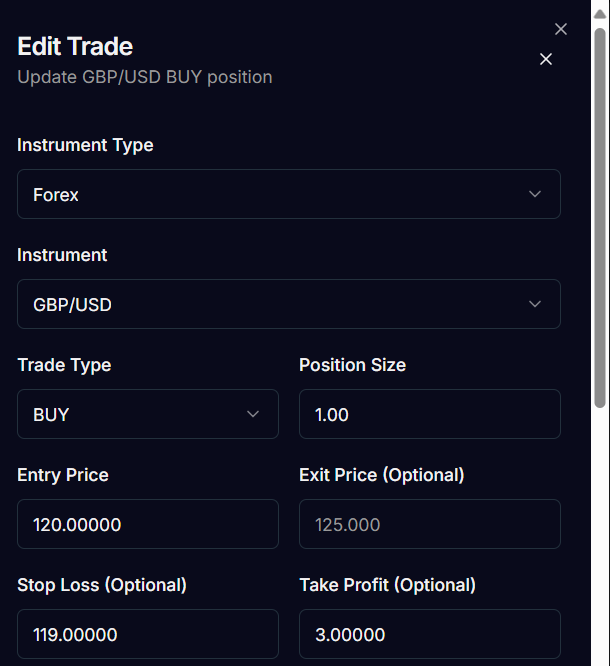 Edit Trade
Update GBP/USD BUY position
Instrument Type
Forex
Instrument
GBP/USD
Trade Type
Position Size
BUY
1.00
Entry Price
Exit Price (Optional)
120.00000
125.000
Stop Loss (Optional)
Take Profit (Optional)
119.00000
3.00000